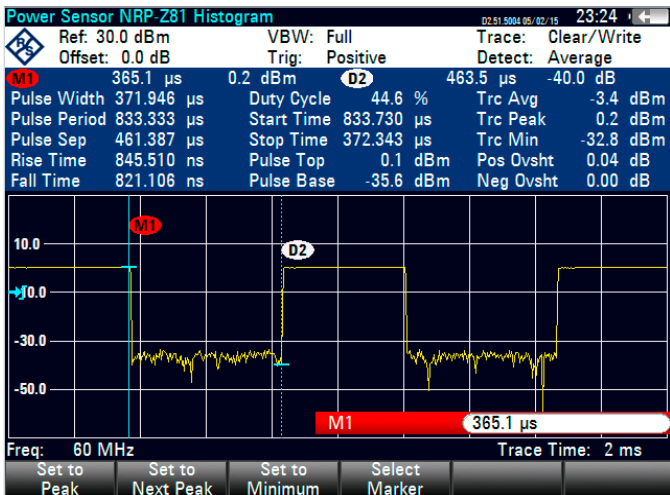 Power Sensor NRP-Z81 Histogram D2.51.5004 05/02/15 23:24
Ref: 30.0 dBm VBW: Full Trace: Clear/Write
Offset: 0.0 dB Trig: Positive Detect: Average
M1 365.1 µs 0.2 dBm D2 463.5 µs -40.0 dB
Pulse Width 371.946 µs Duty Cycle 44.6 % Trc Avg -3.4 dBm
Pulse Period 833.333 µs Start Time 833.730 µs Trc Peak 0.2 dBm
Pulse Sep 461.387 µs Stop Time 372.343 µs Trc Min -32.8 dBm
Rise Time 845.510 ns Pulse Top 0.1 dBm Pos Ovsht 0.04 dB
Fall Time 821.106 ns Pulse Base -35.6 dBm Neg Ovsht 0.00 dB
M1
10.0
D2
0.0
-30.0
-50.0
M1 365.1 µs
Freq: 60 MHz Trace Time: 2 ms
Set to Peak
Set to Next Peak
Set to Minimum
Select Marker